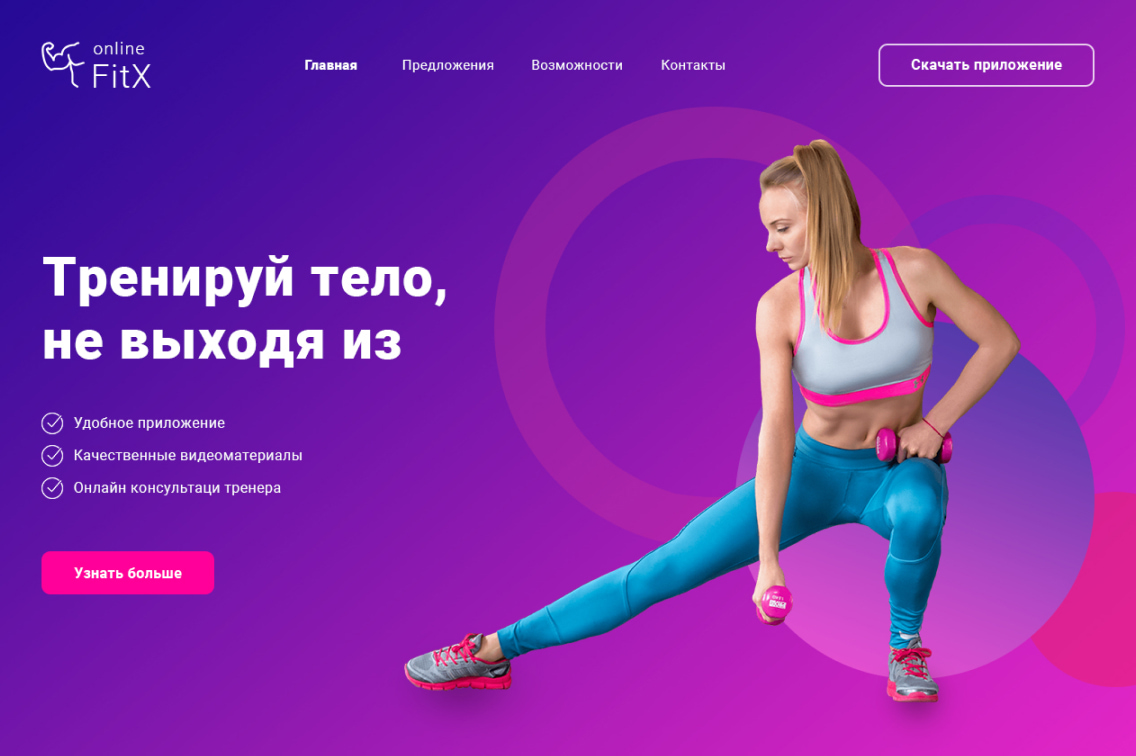 online
FitX
Главная
Предложения
Возможности
Контакты
Скачать приложение
Тренируй тело,
не выходя из
Удобное приложение
Качественные видеоматериалы
Онлайн консультаци тренера
Узнать больше